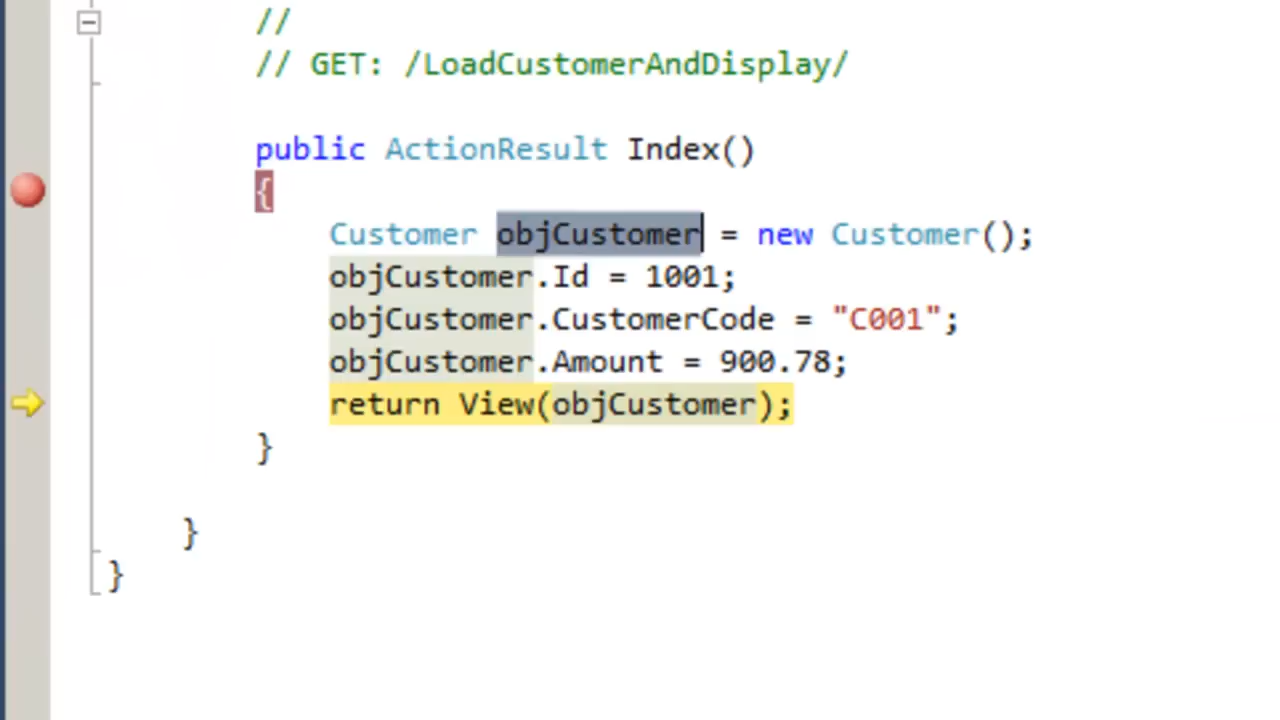 //
// GET: /LoadCustomerAndDisplay/
public ActionResult Index()
{
Customer objCustomer = new Customer();
objCustomer.Id = 1001;
objCustomer.CustomerCode = "C001";
objCustomer.Amount = 900.78;
return View(objCustomer);
}
}
}